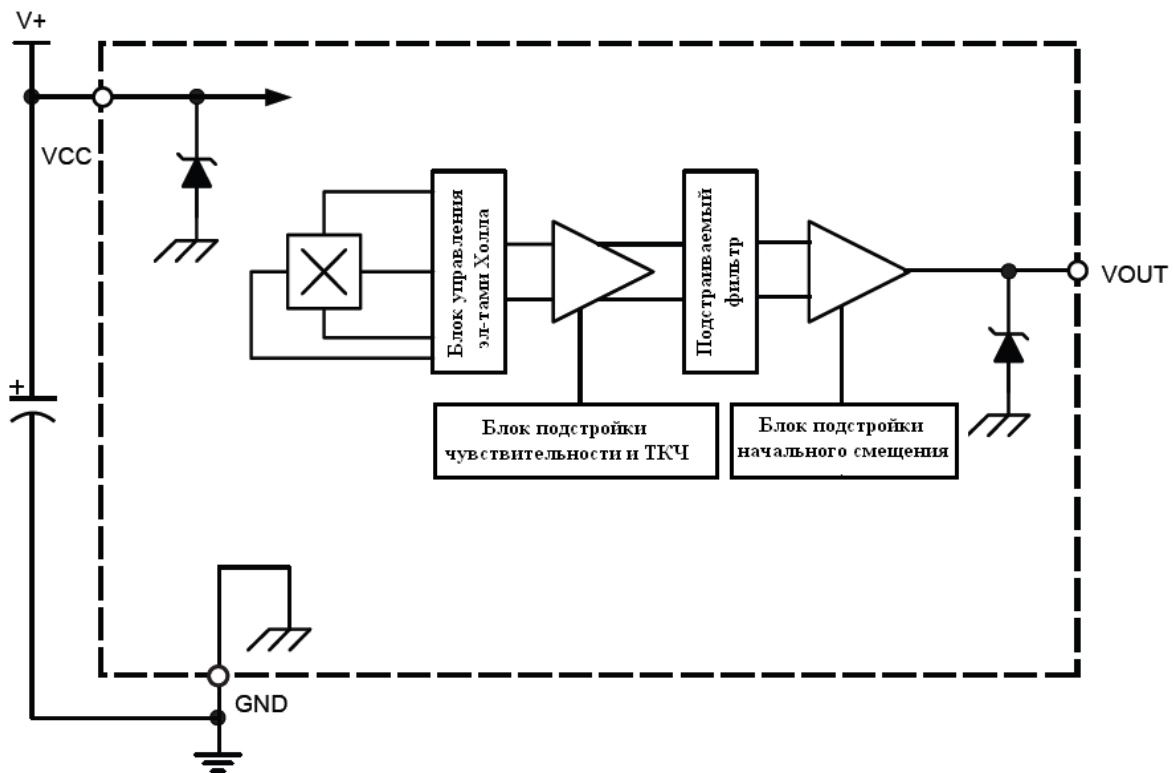 V+
VCC
Блок управления
эл-тами Холла
Подстраиваемый
фильтр
VOUT
+
Блок подстройки
чувствительности и ТКЧ
Блок подстройки
начального смещения
GND